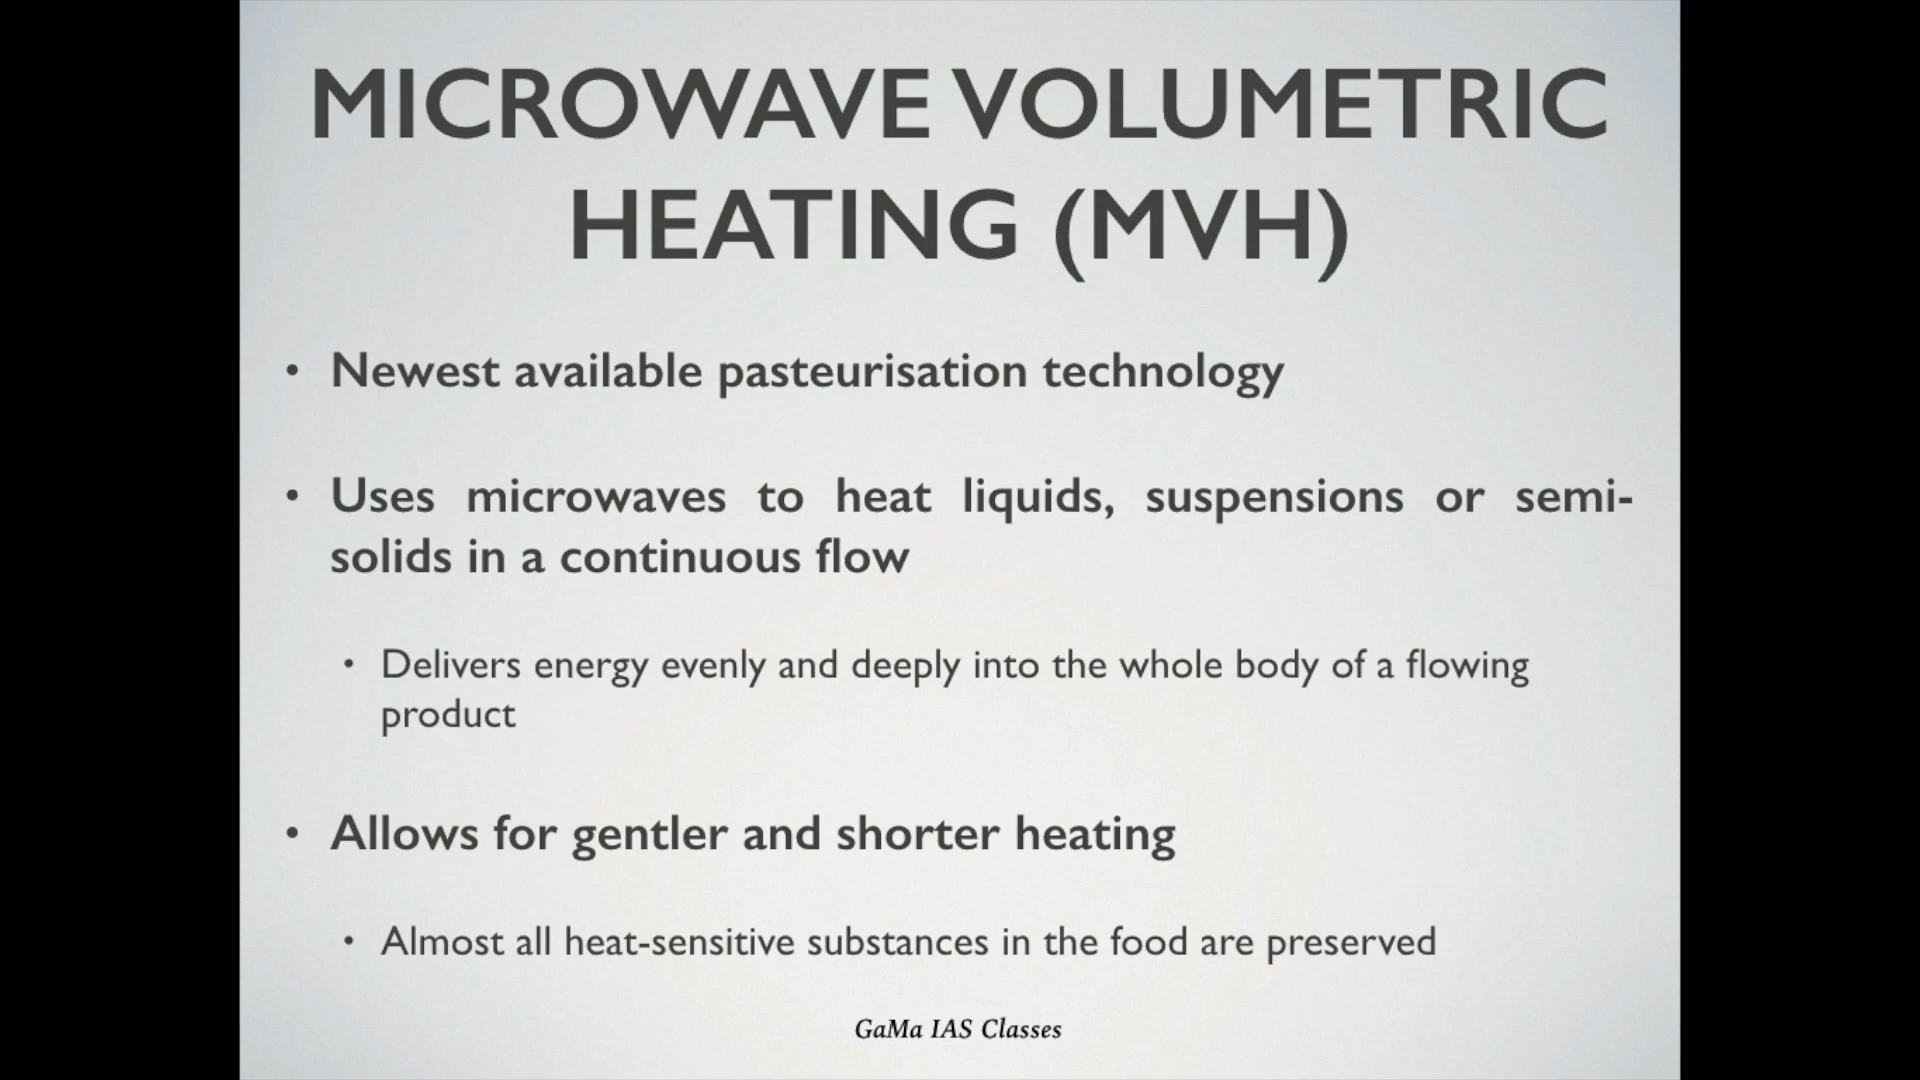 MICROWAVE VOLUMETRIC
HEATING (MVH)
• Newest available pasteurisation technology
• Uses microwaves to heat liquids, suspensions or semi-
solids in a continuous flow
• Delivers energy evenly and deeply into the whole body of a flowing
product
• Allows for gentler and shorter heating
• Almost all heat-sensitive substances in the food are preserved
GaMa IAS Classes